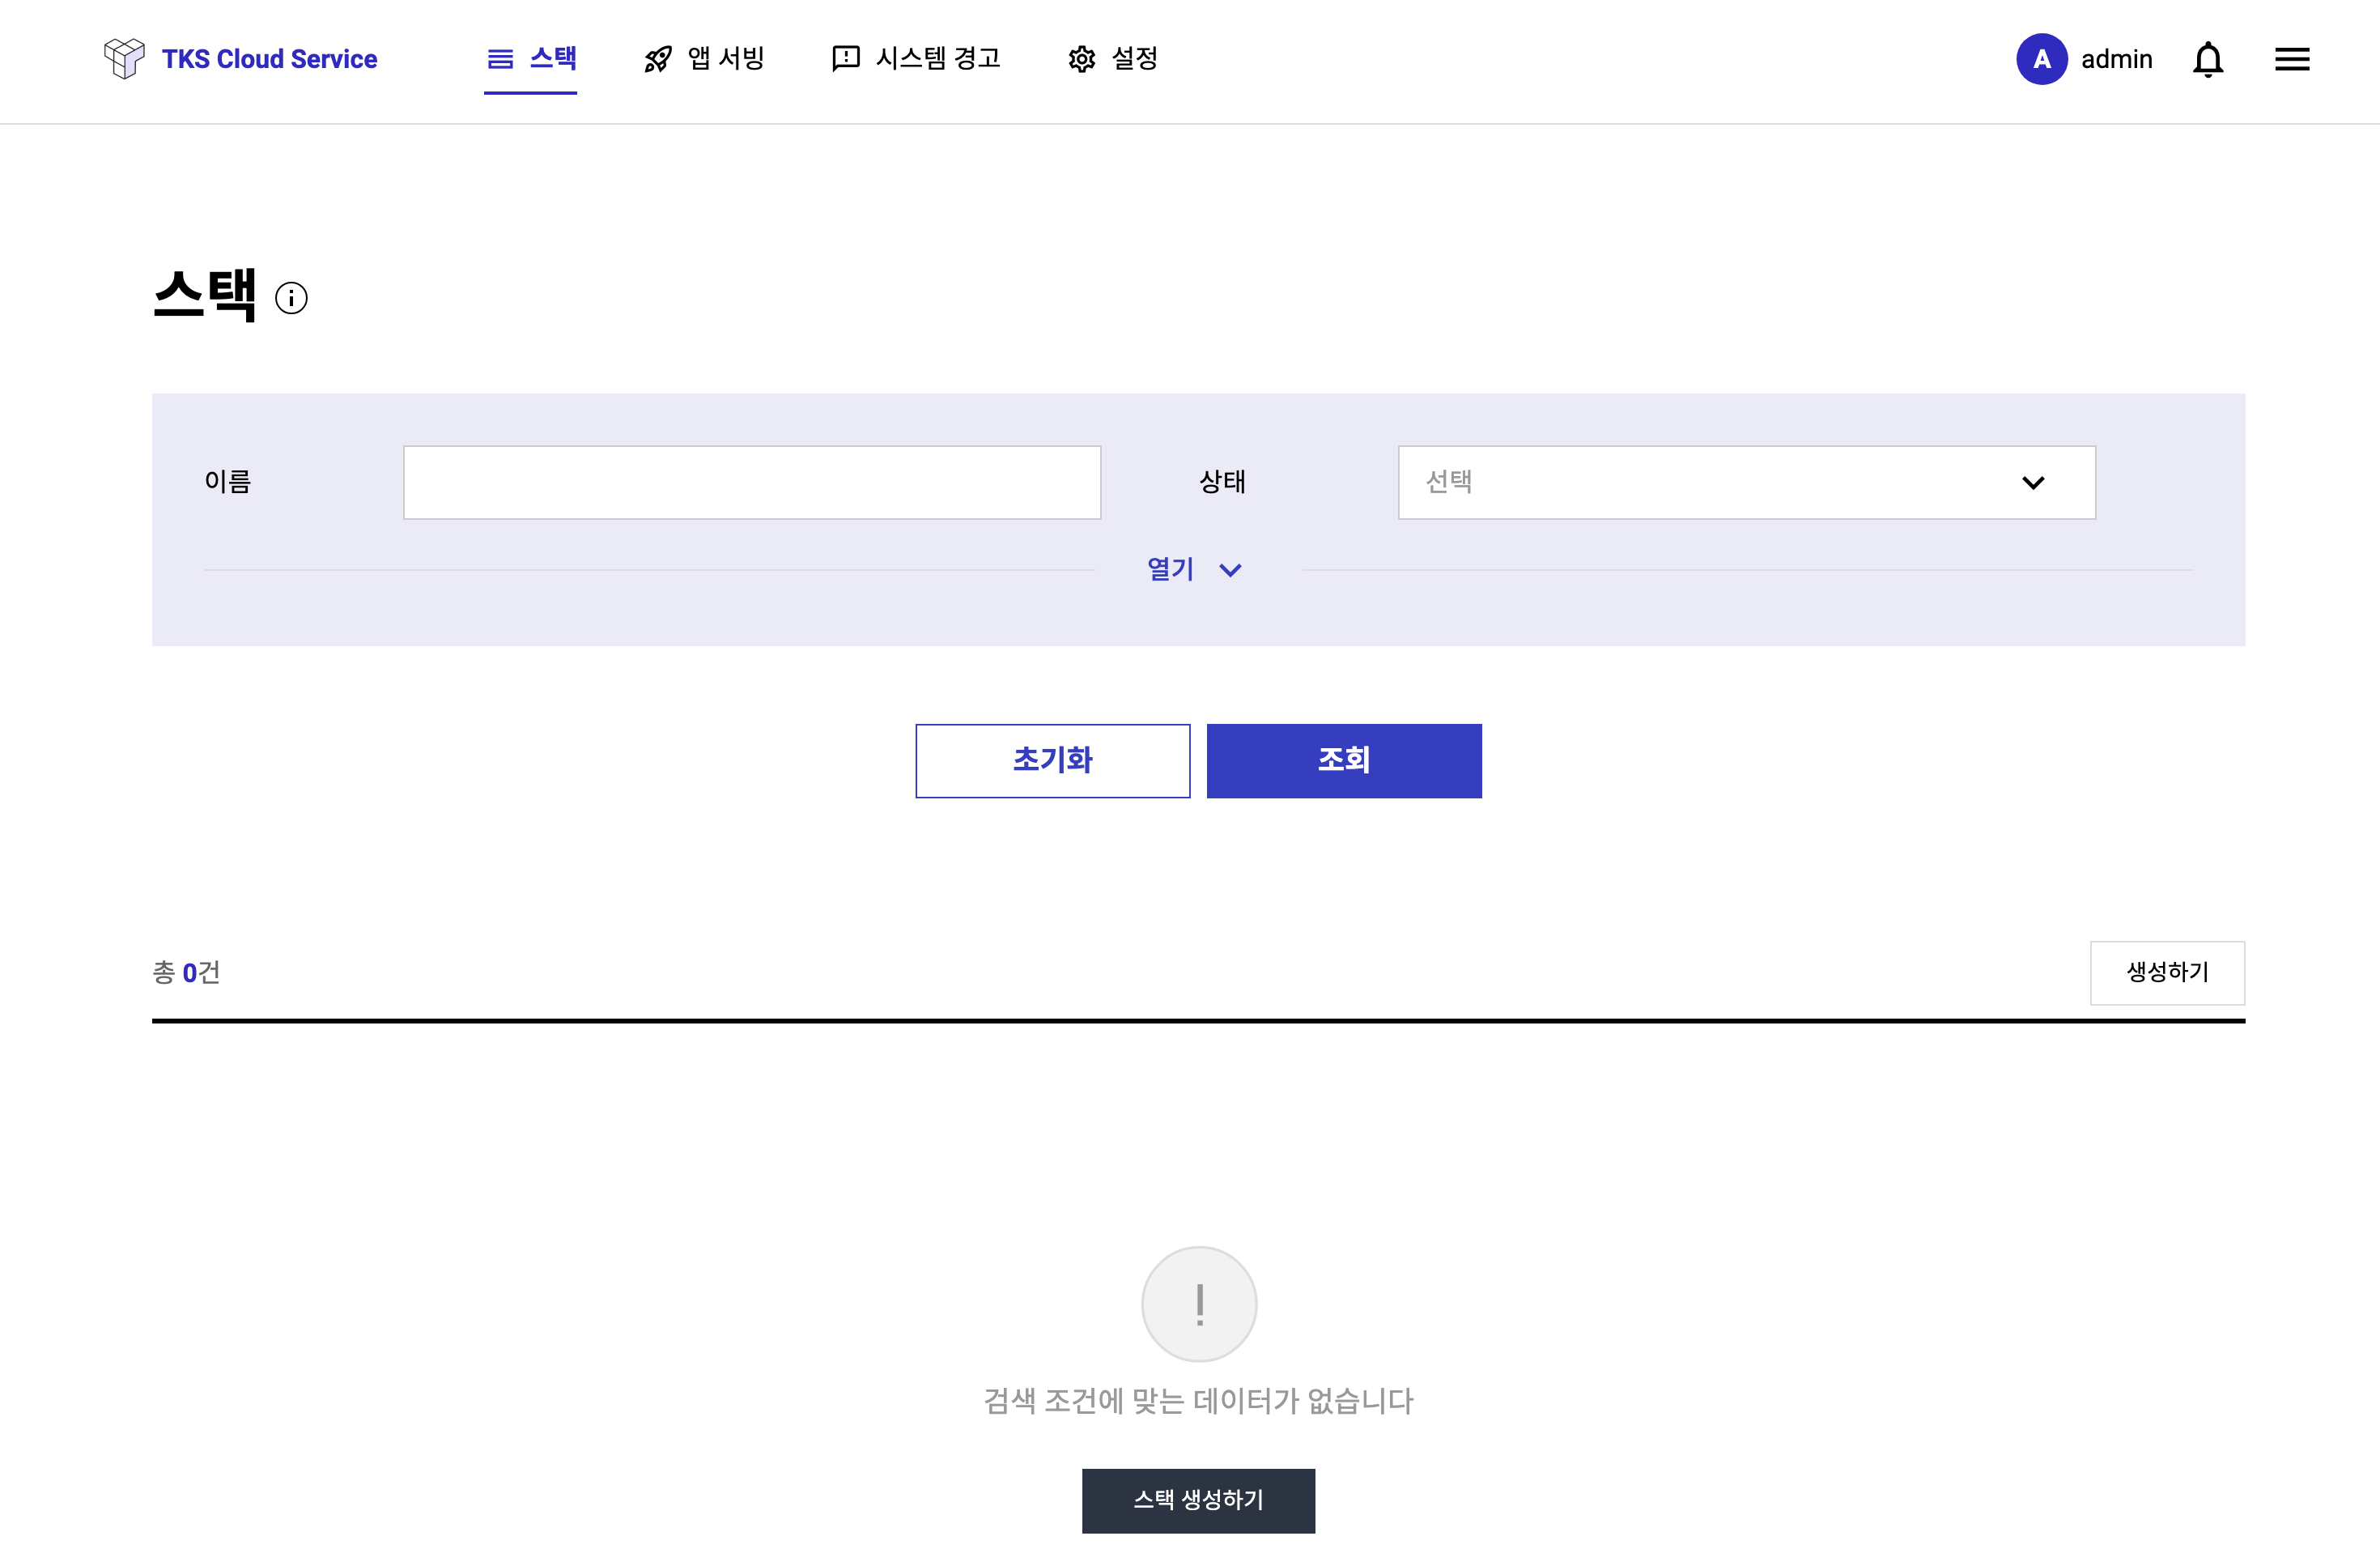 TKS Cloud Service 스택 앱 서빙 시스템 경고 설정 A admin
스택
이름 상태 선택
열기
초기화 조회
총 0건 생성하기
검색 조건에 맞는 데이터가 없습니다
스택 생성하기